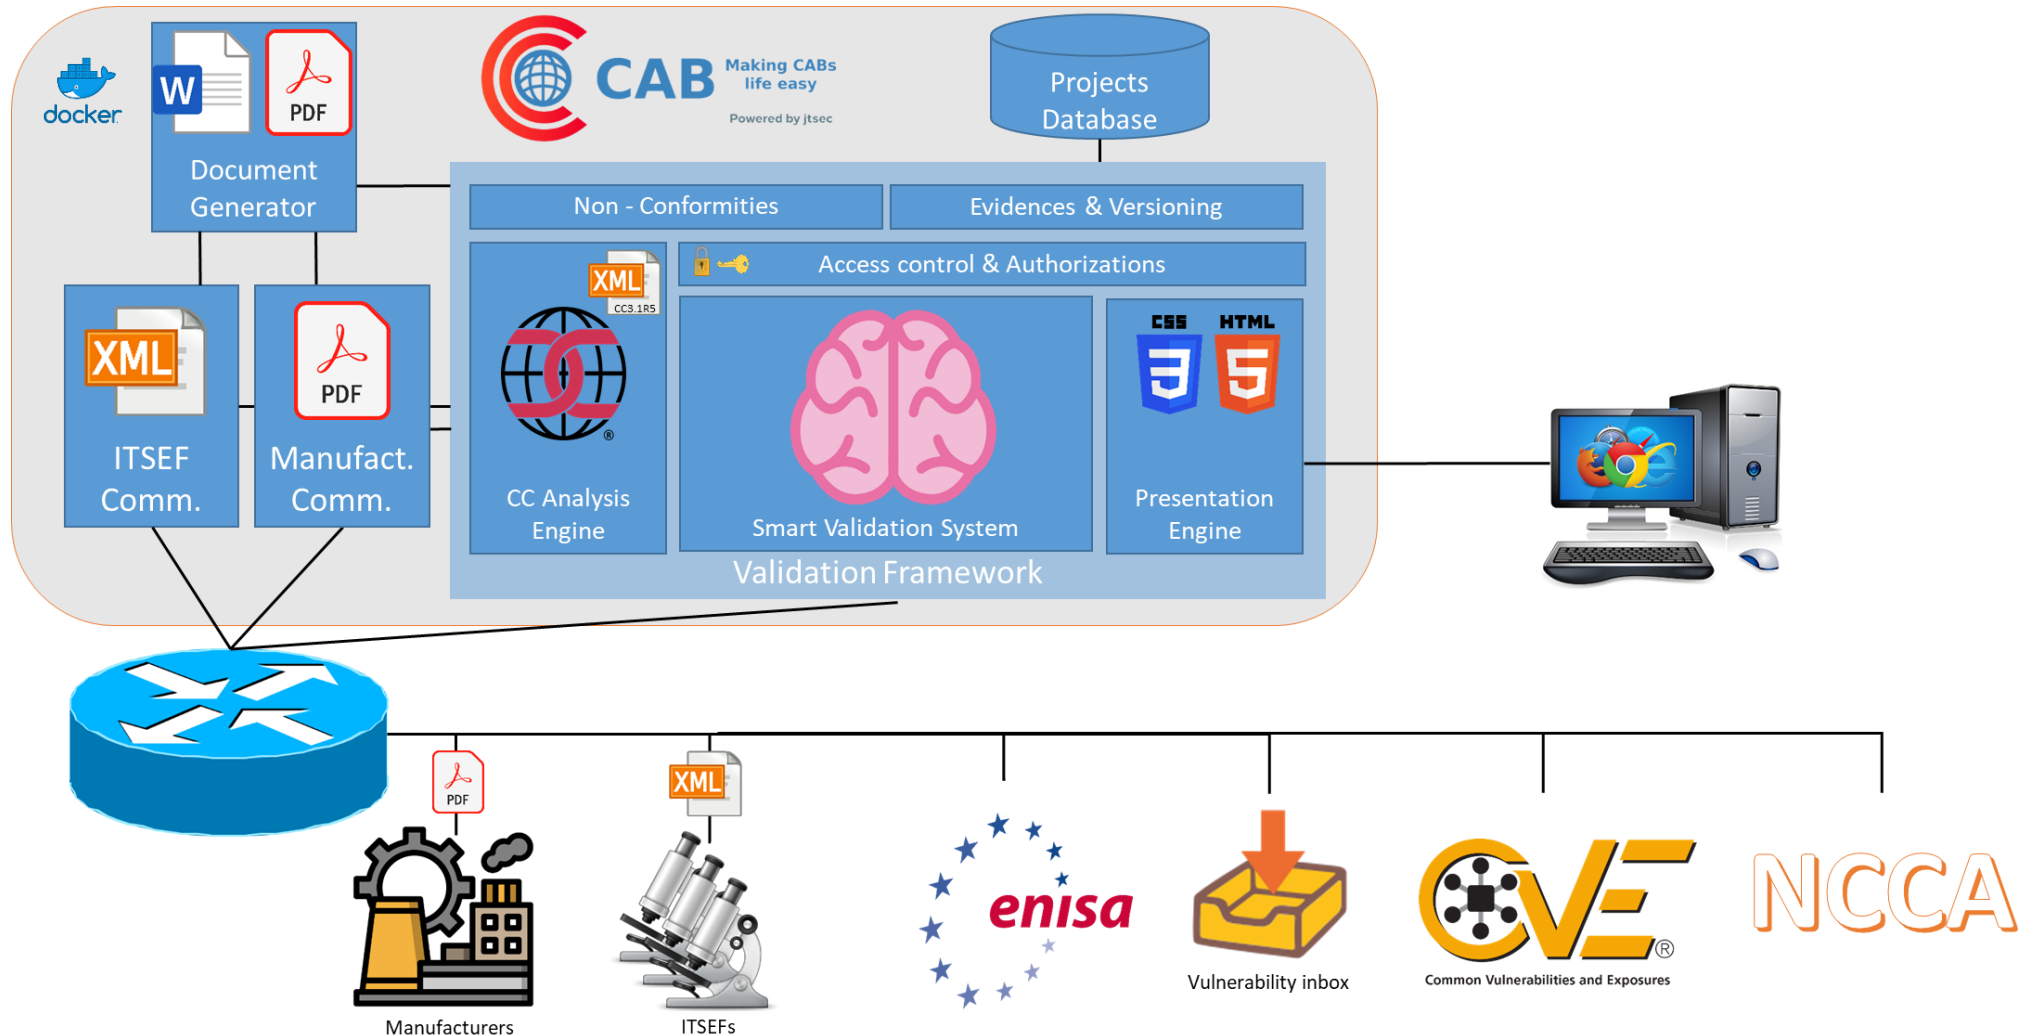 docker
W
PDF
Document
Generator
CAB
Making CABs
life easy
Powered by jtsec
Projects
Database
Non - Conformities
Evidences & Versioning
XML
CC3.1R5
Access control & Authorizations
XML
ITSEF
Comm.
PDF
Manufact.
Comm.
®
CC Analysis
Engine
Smart Validation System
CSS
3
HTML
5
Presentation
Engine
Validation Framework
PDF
Manufacturers
XML
ITSEFs
enisa
Vulnerability inbox
CVE®
Common Vulnerabilities and Exposures
NCCA